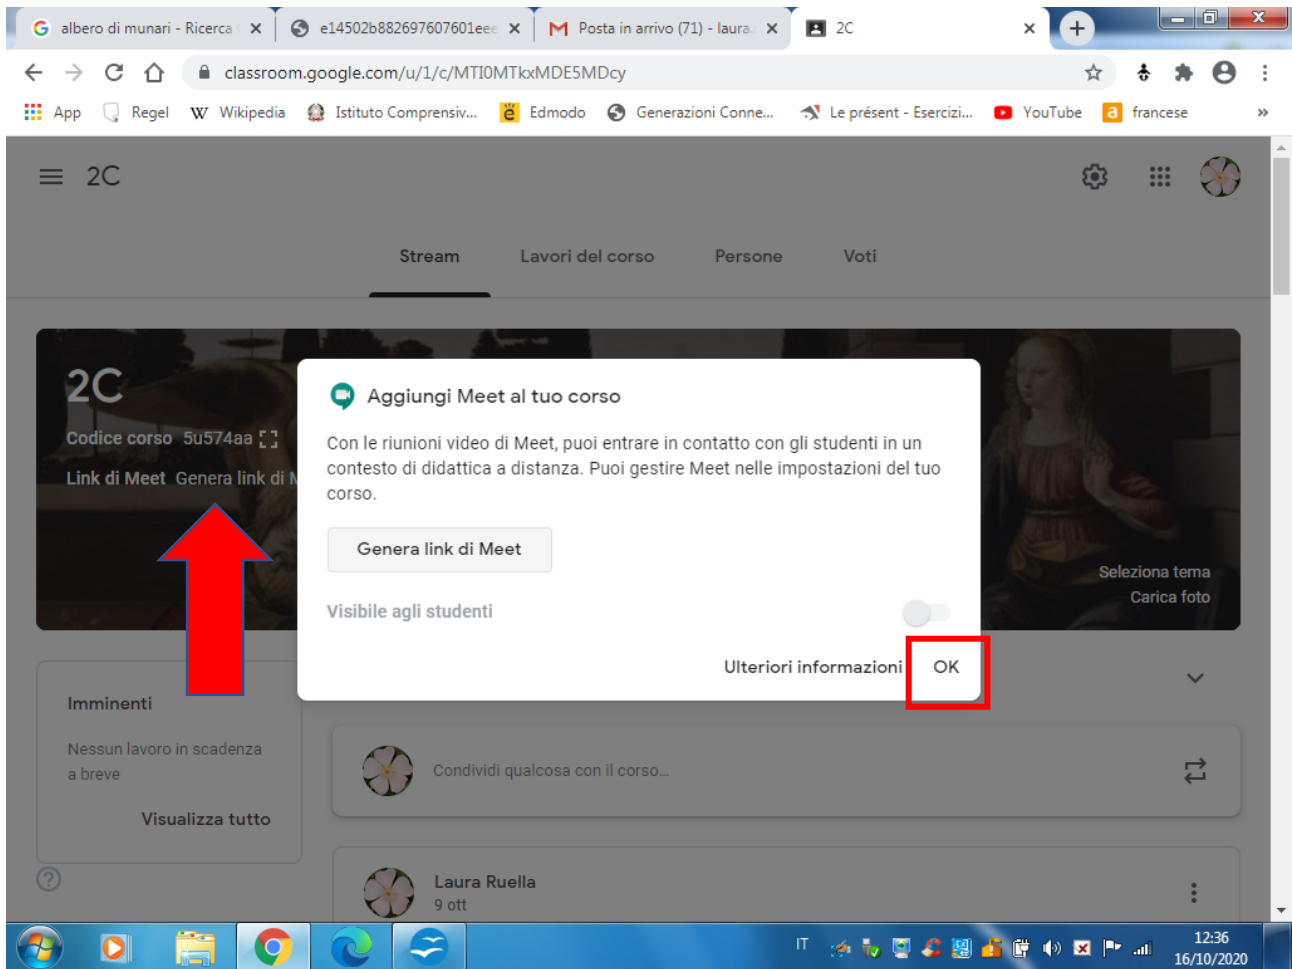 albero di munari - Ricerca
e14502b882697607601eee
Posta in arrivo (71) - laura.
2C
classroom.google.com/u/1/c/MTI0MTkxMDE5MDcy
App
Regel
W Wikipedia
Istituto Comprensiv...
Edmodo
Generazioni Conne...
Le présent - Esercizi...
YouTube
francese
»
2C
Stream
Lavori del corso
Persone
Voti
2C
Codice corso 5u574aa
Link di Meet Genera link di
Aggiungi Meet al tuo corso
Con le riunioni video di Meet, puoi entrare in contatto con gli studenti in un
contesto di didattica a distanza. Puoi gestire Meet nelle impostazioni del tuo
corso.
Genera link di Meet
Visibile agli studenti
Ulteriori informazioni
OK
Seleziona tema
Carica foto
Imminenti
Nessun lavoro in scadenza
a breve
Visualizza tutto
Condividi qualcosa con il corso...
Laura Ruella
9 ott
IT
12:36
16/10/2020